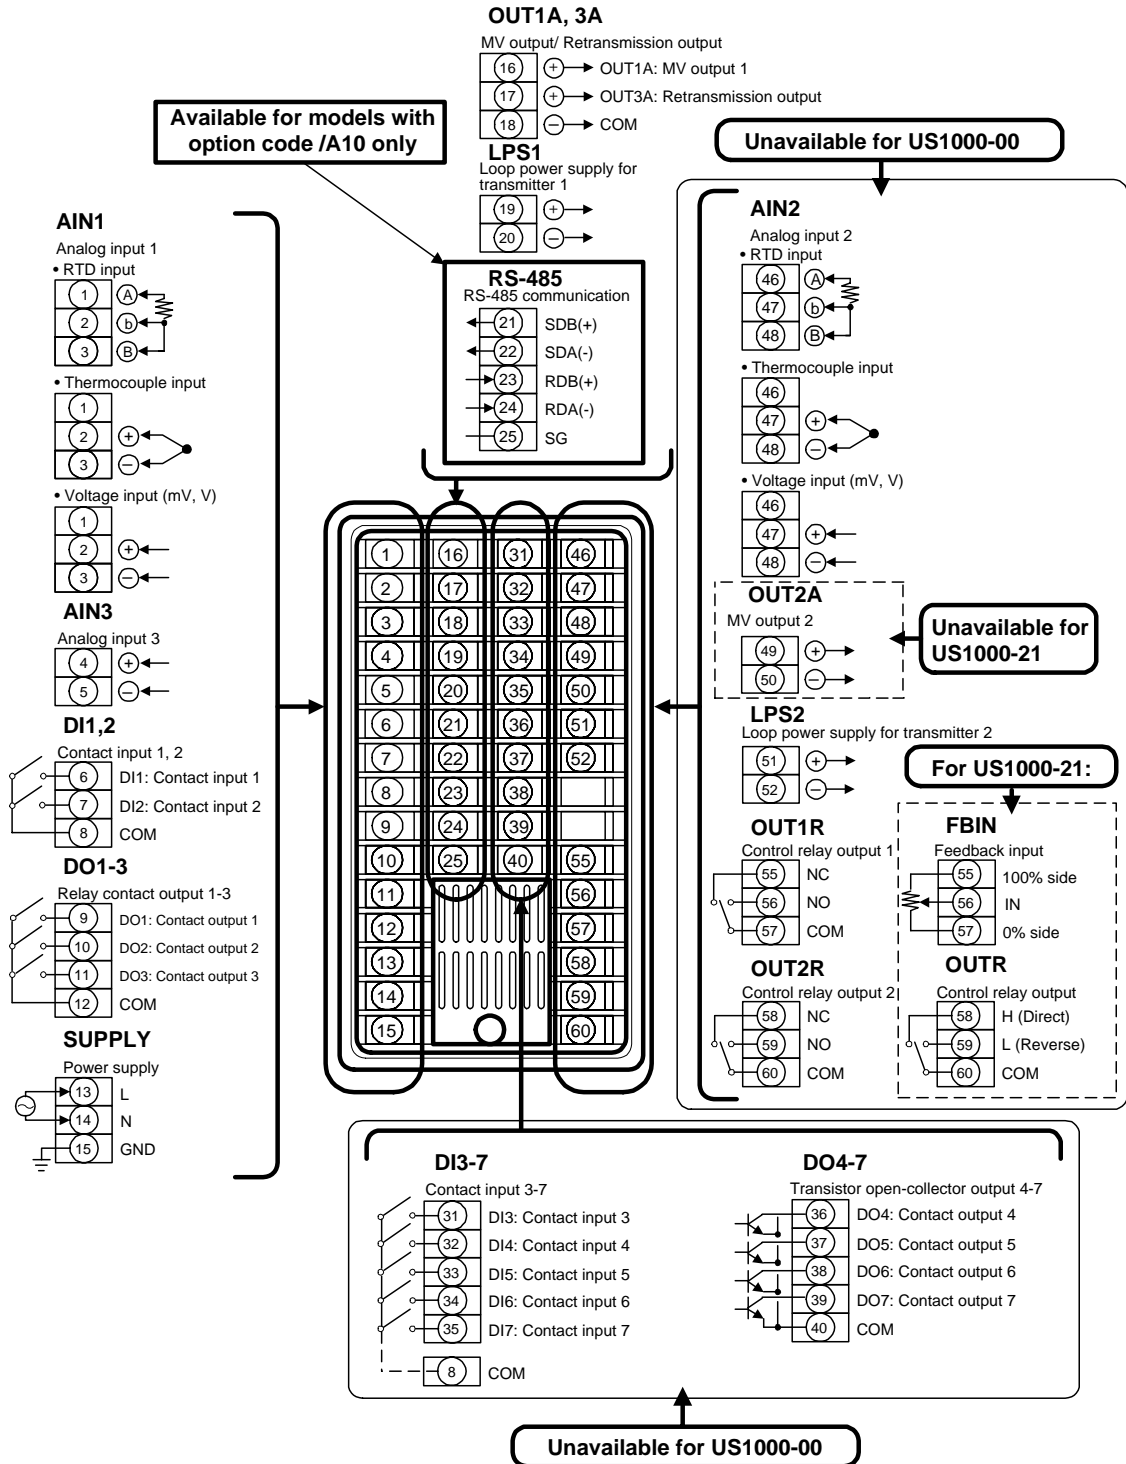 OUT1A, 3A
MV output/ Retransmission output
16 + OUT1A: MV output 1
17 + OUT3A: Retransmission output
18 − COM
LPS1
Loop power supply for
transmitter 1
19 +
20 −
Available for models with
option code /A10 only
RS-485
RS-485 communication
21 SDB(+)
22 SDA(-)
23 RDB(+)
24 RDA(-)
25 SG
AIN1
Analog input 1
• RTD input
1 A
2 b
3 B
• Thermocouple input
1
2 +
3 −
• Voltage input (mV, V)
1
2 +
3 −
AIN3
Analog input 3
4 +
5 −
DI1,2
Contact input 1, 2
6 DI1: Contact input 1
7 DI2: Contact input 2
8 COM
DO1-3
Relay contact output 1-3
9 DO1: Contact output 1
10 DO2: Contact output 2
11 DO3: Contact output 3
12 COM
SUPPLY
Power supply
13 L
14 N
15 GND
1 16 31 46
2 17 32 47
3 18 33 48
4 19 34 49
5 20 35 50
6 21 36 51
7 22 37 52
8 23 38
9 24 39
10 25 40 55
11 56
12 57
13 58
14 59
15 60
Unavailable for US1000-00
AIN2
Analog input 2
• RTD input
46 A
47 b
48 B
• Thermocouple input
46
47 +
48 −
• Voltage input (mV, V)
46
47 +
48 −
OUT2A
MV output 2
49 +
50 −
Unavailable for
US1000-21
LPS2
Loop power supply for transmitter 2
51 +
52 −
For US1000-21:
OUT1R
Control relay output 1
55 NC
56 NO
57 COM
OUT2R
Control relay output 2
58 NC
59 NO
60 COM
FBIN
Feedback input
55 100% side
56 IN
57 0% side
OUTR
Control relay output
58 H (Direct)
59 L (Reverse)
60 COM
DI3-7
Contact input 3-7
31 DI3: Contact input 3
32 DI4: Contact input 4
33 DI5: Contact input 5
34 DI6: Contact input 6
35 DI7: Contact input 7
8 COM
DO4-7
Transistor open-collector output 4-7
36 DO4: Contact output 4
37 DO5: Contact output 5
38 DO6: Contact output 6
39 DO7: Contact output 7
40 COM
Unavailable for US1000-00